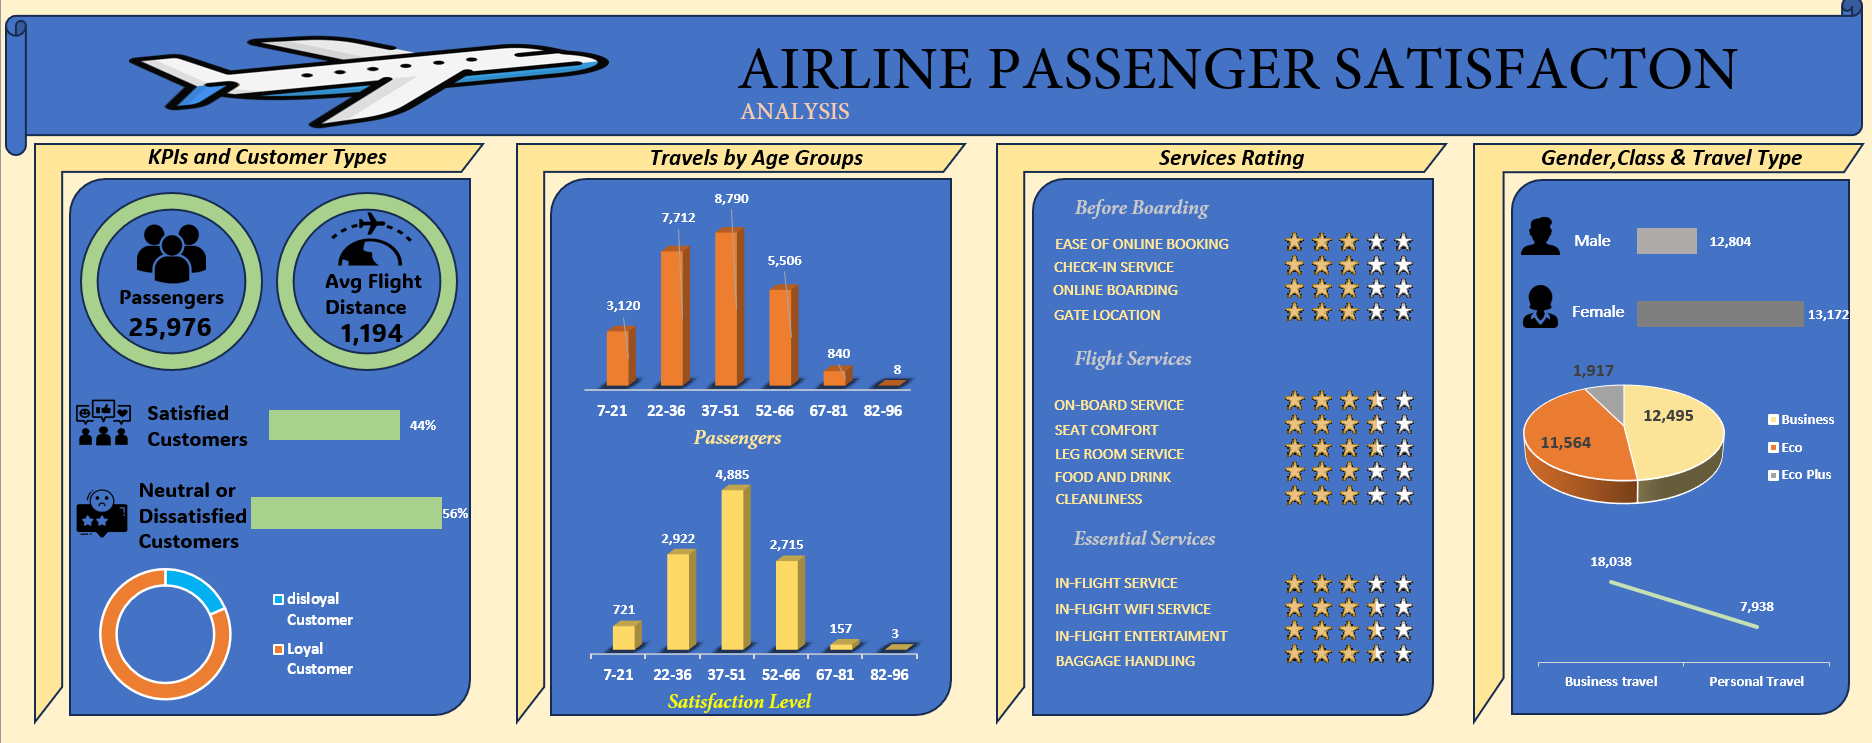 AIRLINE PASSENGER SATISFACTON
ANALYSIS
KPIs and Customer Types
Passengers
25,976
Avg Flight
Distance
1,194
Satisfied
Customers
44%
Neutral or
Dissatisfied
Customers
56%
disloyal
Customer
Loyal
Customer
Travels by Age Groups
3,120
7,712
8,790
5,506
840
8
7-21 22-36 37-51 52-66 67-81 82-96
Passengers
721
2,922
4,885
2,715
157
3
7-21 22-36 37-51 52-66 67-81 82-96
Satisfaction Level
Services Rating
Before Boarding
EASE OF ONLINE BOOKING
CHECK-IN SERVICE
ONLINE BOARDING
GATE LOCATION
Flight Services
ON-BOARD SERVICE
SEAT COMFORT
LEG ROOM SERVICE
FOOD AND DRINK
CLEANLINESS
Essential Services
IN-FLIGHT SERVICE
IN-FLIGHT WIFI SERVICE
IN-FLIGHT ENTERTAIMENT
BAGGAGE HANDLING
Gender,Class & Travel Type
Male 12,804
Female 13,172
1,917
12,495
11,564
Business
Eco
Eco Plus
18,038
7,938
Business travel Personal Travel